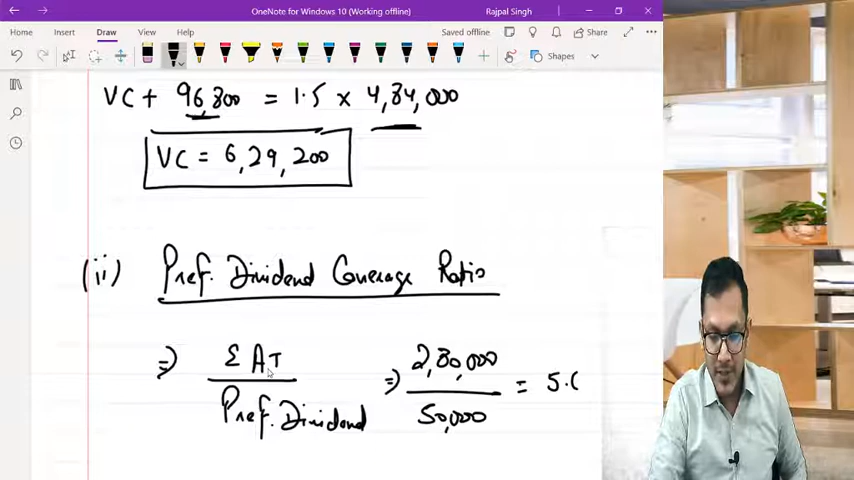 OneNote for Windows 10 (Working offline)
Rajpal Singh
Home Insert Draw View Help
Saved offline
Share
Shapes
VC + 96,800 = 1.5 x 4,84,000
VC = 6,29,200
(ii) Pref. Dividend Coverage Ratio
⇒ EAT / Pref. Dividend ⇒ 2,80,000 / 50,000 = 5.